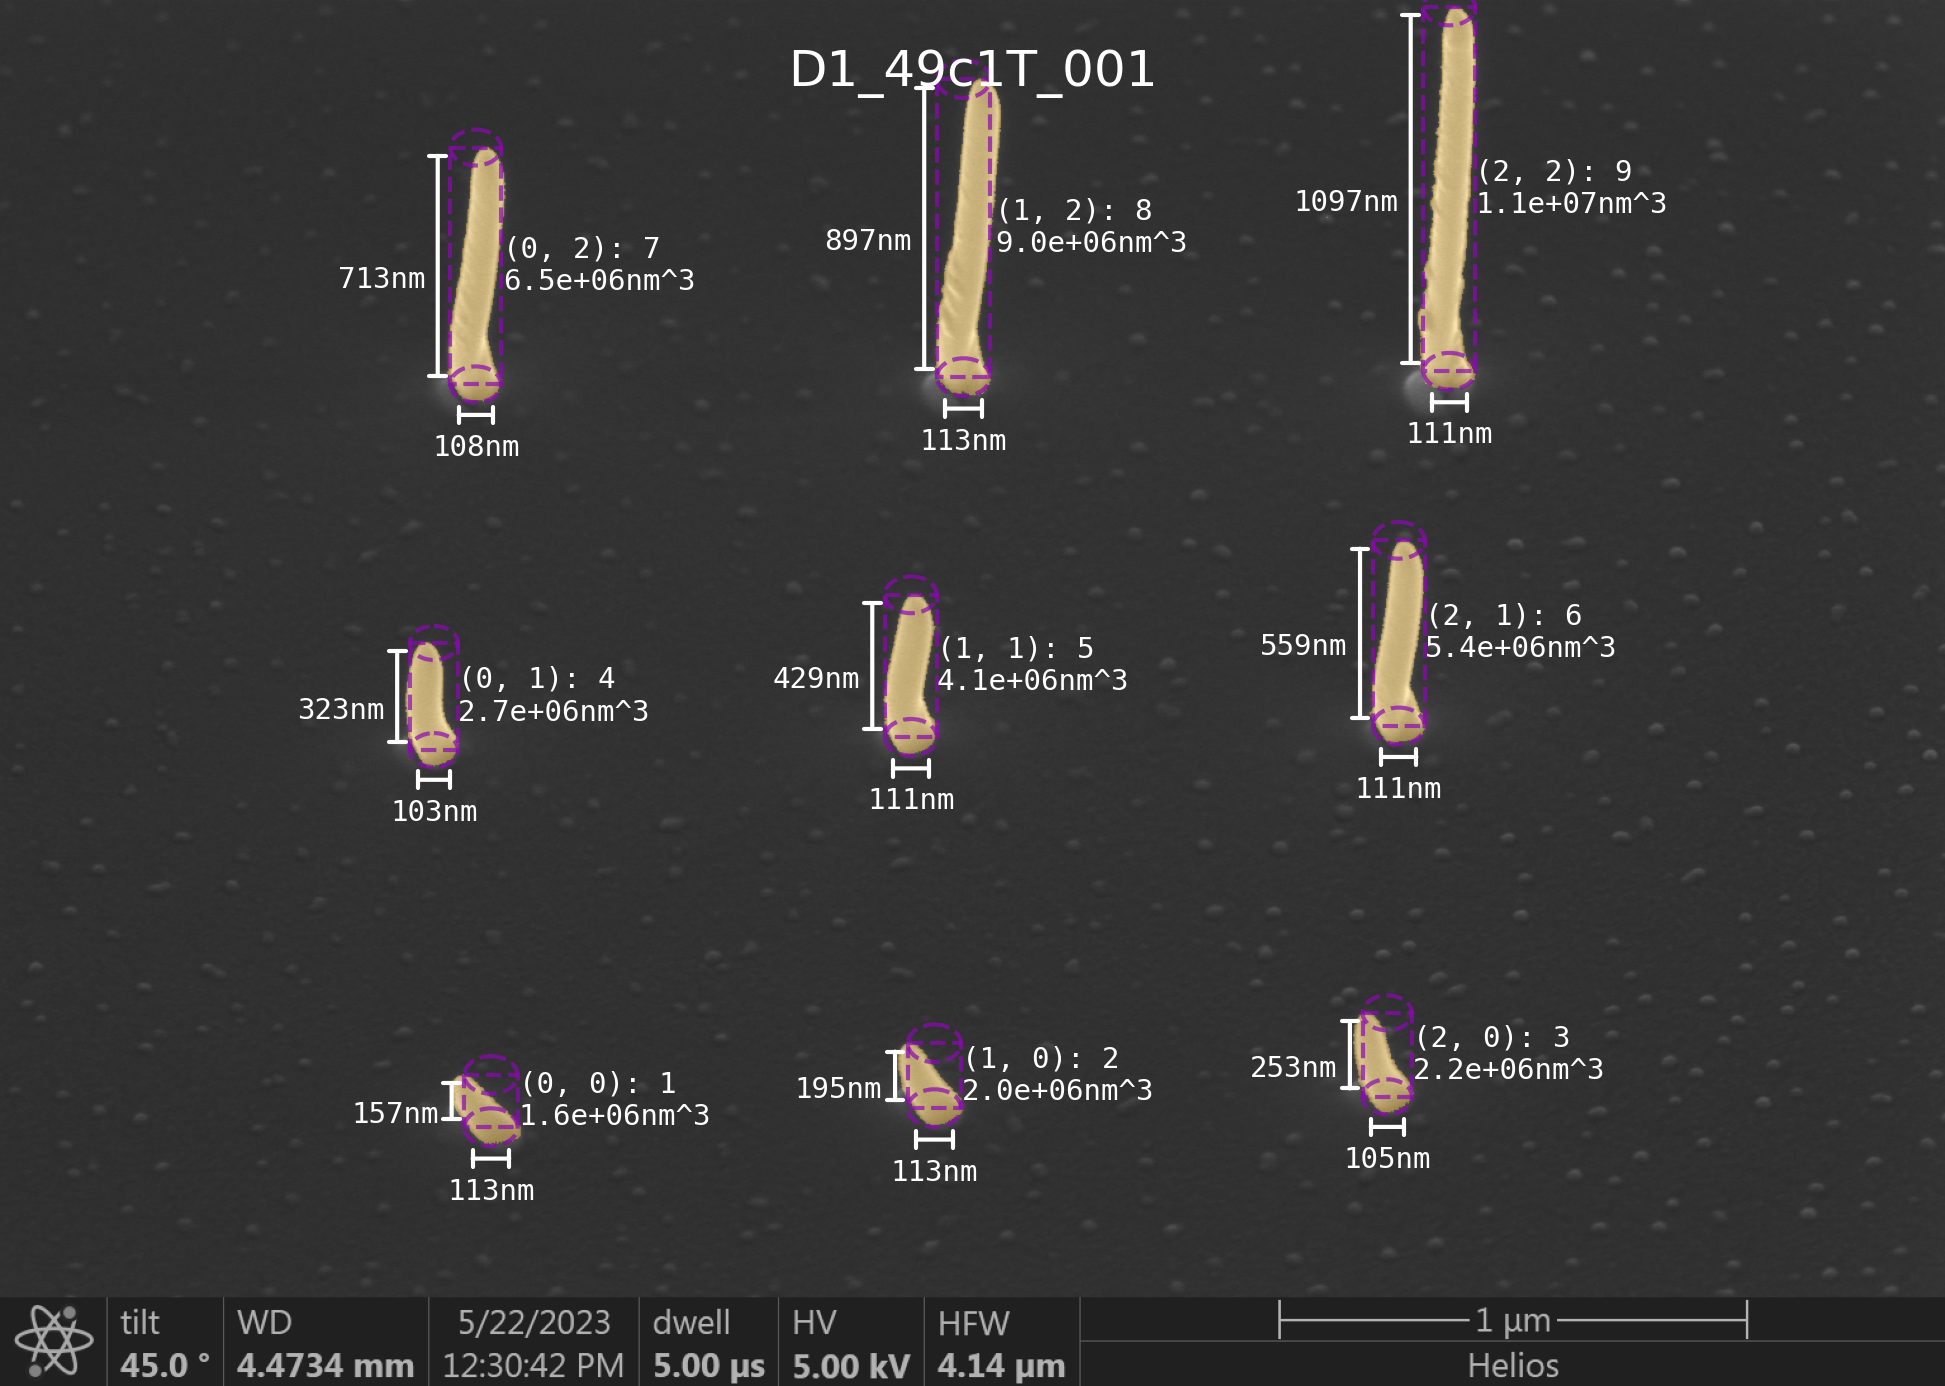 D1_49c1T_001
(2, 2): 9
1097nm
1.1e+07nm^3
(1, 2): 8
897nm
9.0e+06nm^3
(0, 2): 7
713nm
6.5e+06nm^3
108nm
113nm
111nm
(2, 1): 6
559nm
5.4e+06nm^3
(1, 1): 5
429nm
4.1e+06nm^3
(0, 1): 4
323nm
2.7e+06nm^3
103nm
111nm
111nm
(2, 0): 3
253nm
2.2e+06nm^3
(1, 0): 2
195nm
2.0e+06nm^3
(0, 0): 1
157nm
1.6e+06nm^3
113nm
113nm
105nm
tilt WD 5/22/2023 dwell HV HFW 1 µm
45.0 ° 4.4734 mm 12:30:42 PM 5.00 µs 5.00 kV 4.14 µm Helios